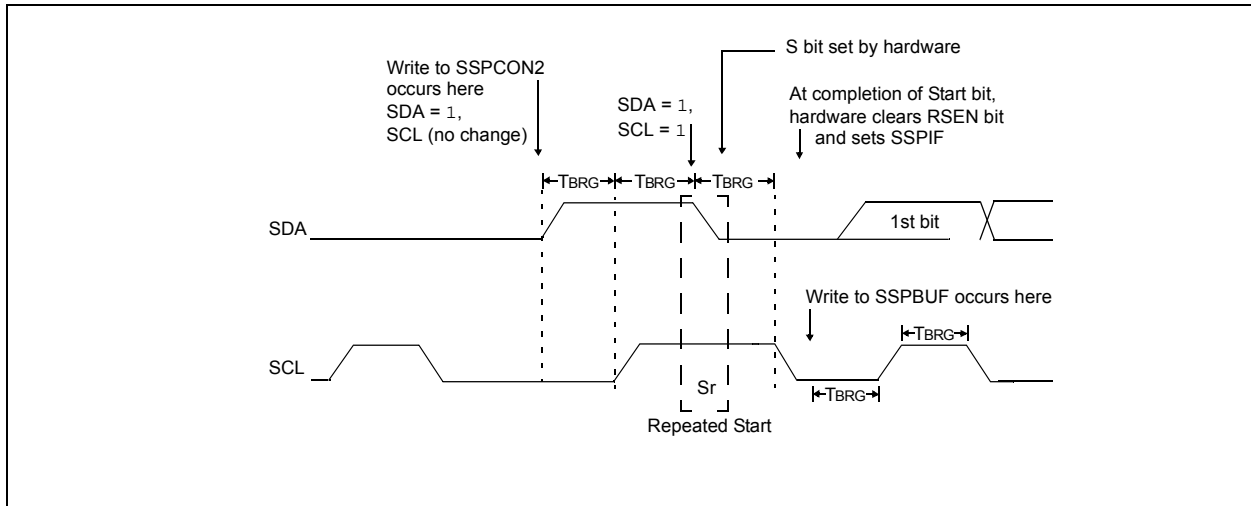 S bit set by hardware
Write to SSPCON2
occurs here
SDA = 1,
SCL (no change)
SDA = 1,
SCL = 1
At completion of Start bit,
hardware clears RSEN bit
and sets SSPIF
TBRG TBRG TBRG
SDA
1st bit
Write to SSPBUF occurs here
TBRG
SCL
Sr
TBRG
Repeated Start